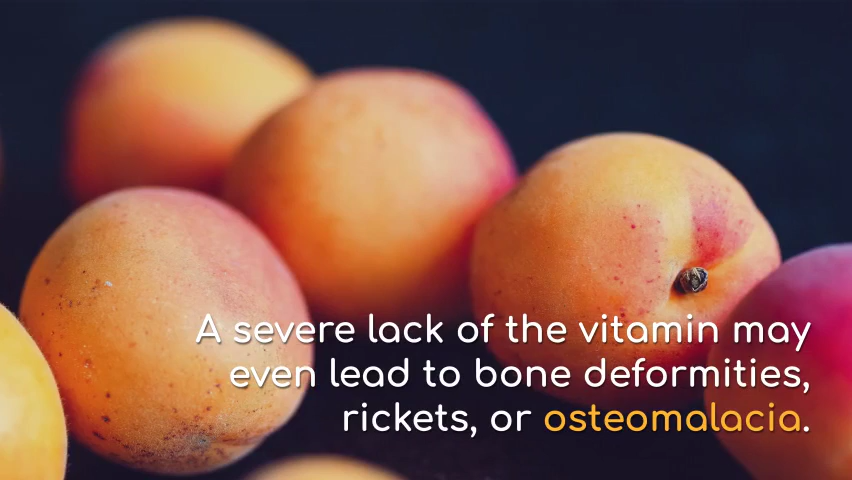 A severe lack of the vitamin may
even lead to bone deformities,
rickets, or osteomalacia.